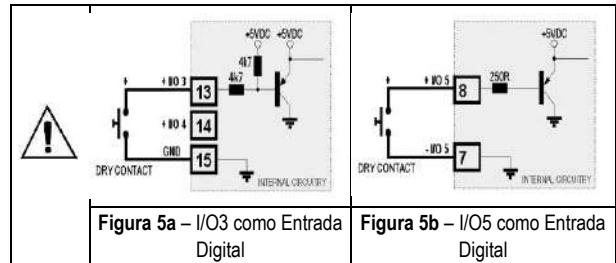 +5VDC +5VDC
4k7
4k7
+ I/O 3
13
+ I/O 4
14
GND
15
DRY CONTACT
INTERNAL CIRCUITRY
+5VDC
+ I/O 5
8
250R
- I/O 5
7
DRY CONTACT
INTERNAL CIRCUITRY
Figura 5a – I/O3 como Entrada
Digital
Figura 5b – I/O5 como Entrada
Digital